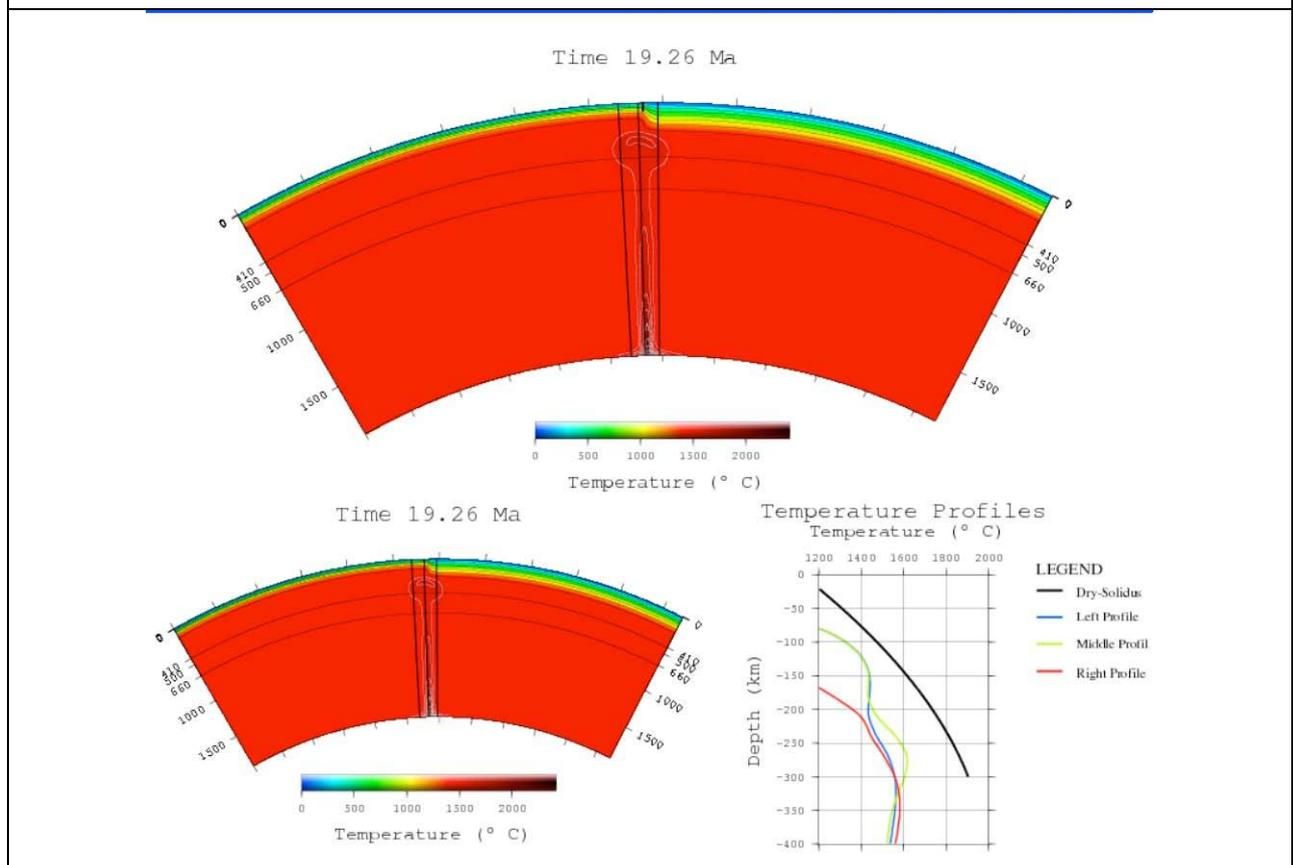 Time 19.26 Ma
0
410
500
660
1000
1500
0
410
500
660
1000
1500
0 500 1000 1500 2000
Temperature (° C)
Time 19.26 Ma
0
410
500
660
1000
1500
0
410
500
660
1000
1500
0 500 1000 1500 2000
Temperature (° C)
Temperature Profiles
Temperature (° C)
1200 1400 1600 1800 2000
0
-50
-100
-150
-200
-250
-300
-350
-400
Depth (km)
LEGEND
Dry-Solidus
Left Profile
Middle Profil
Right Profile